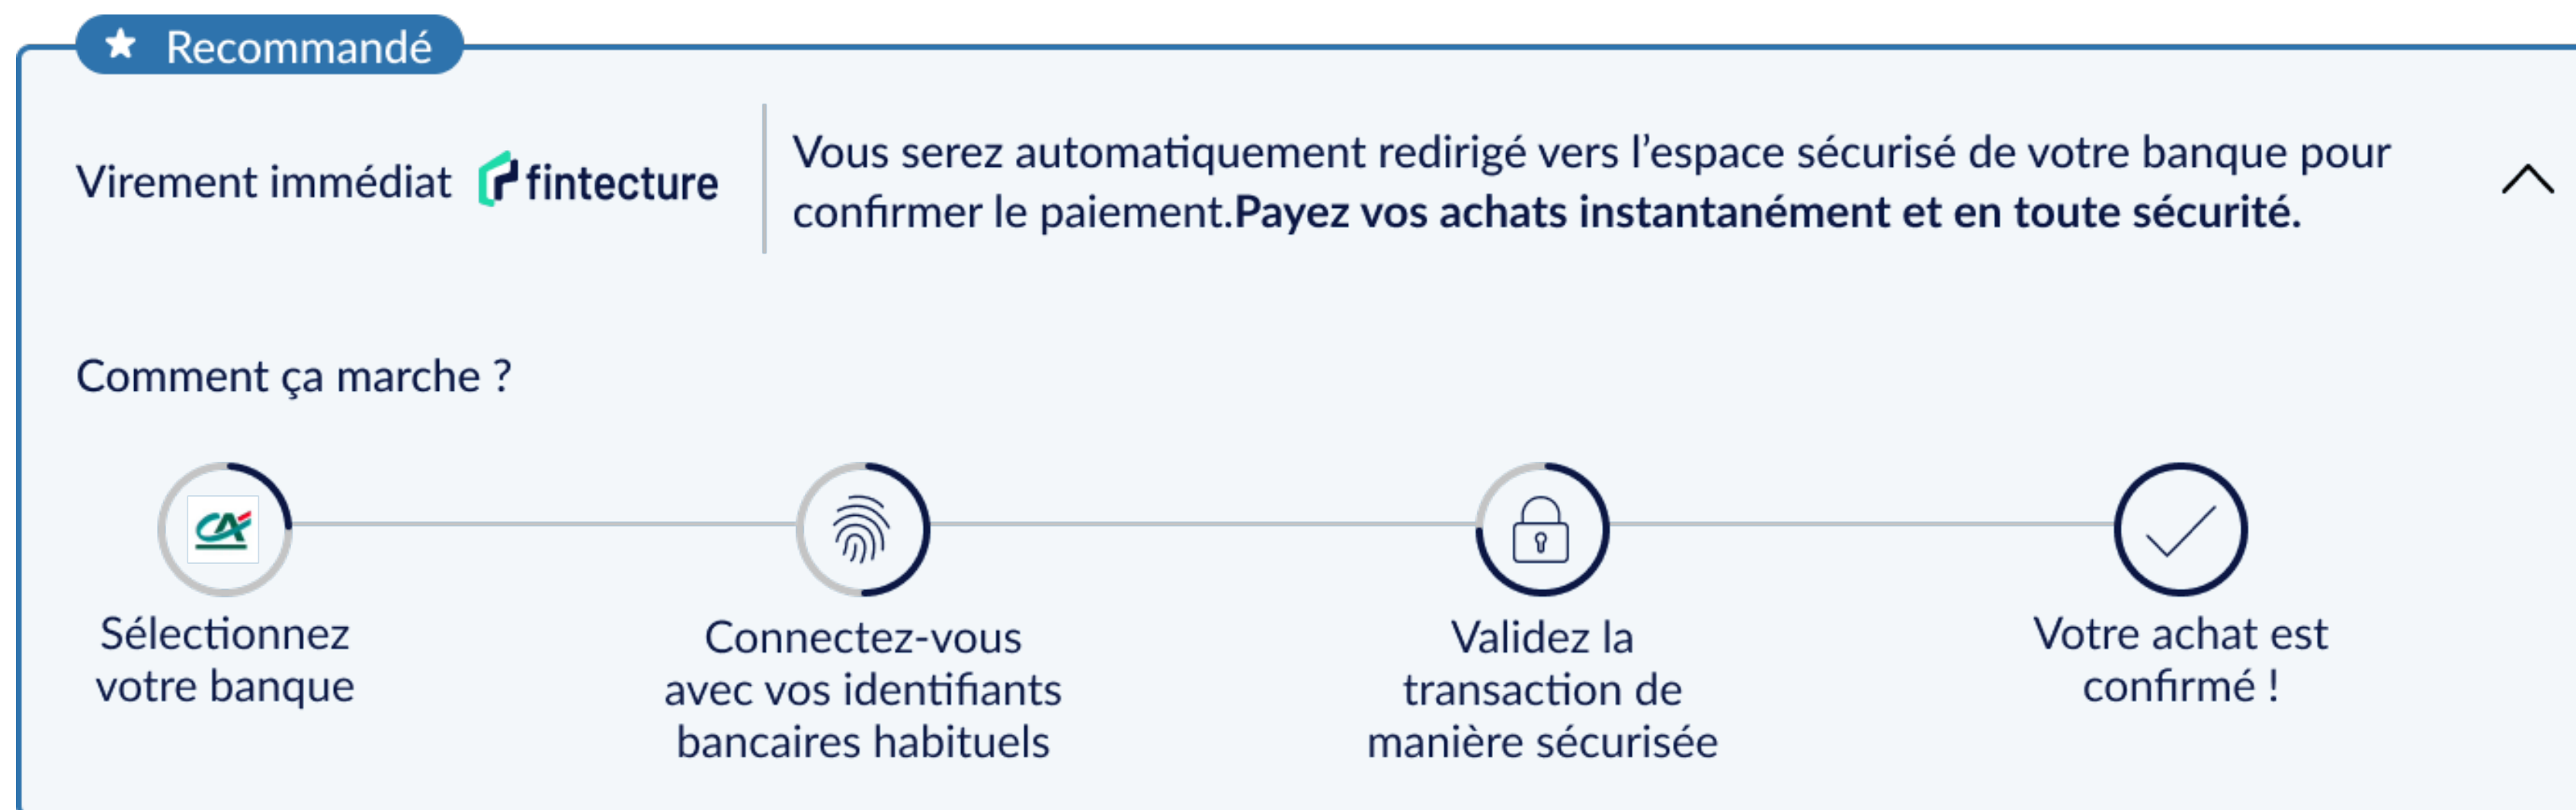 Recommandé
Virement immédiat fintecture
Vous serez automatiquement redirigé vers l’espace sécurisé de votre banque pour
confirmer le paiement.Payez vos achats instantanément et en toute sécurité.
Comment ça marche ?
CA
Sélectionnez
votre banque
Connectez-vous
avec vos identifiants
bancaires habituels
Validez la
transaction de
manière sécurisée
Votre achat est
confirmé !